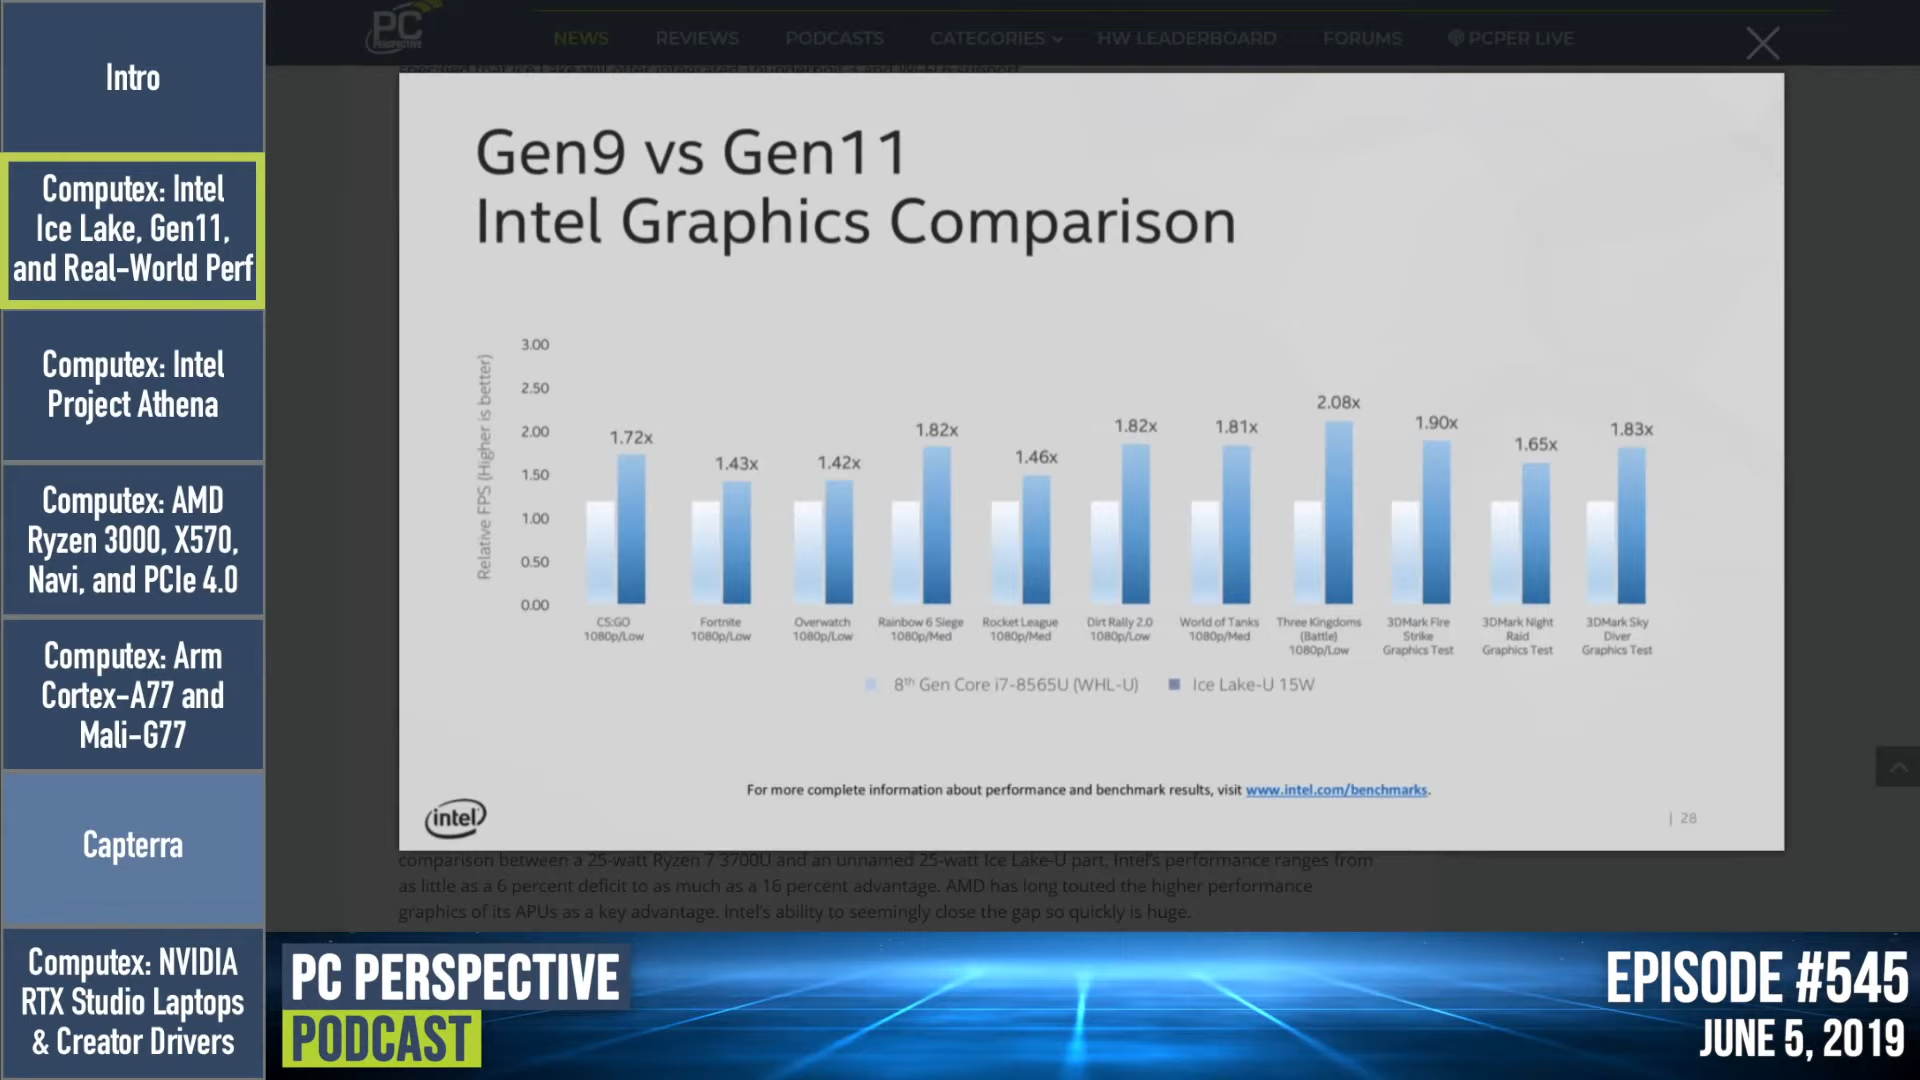 Intro
Computex: Intel
Ice Lake, Gen11,
and Real-World Perf
Computex: Intel
Project Athena
Computex: AMD
Ryzen 3000, X570,
Navi, and PCIe 4.0
Computex: Arm
Cortex-A77 and
Mali-G77
Capterra
Computex: NVIDIA
RTX Studio Laptops
& Creator Drivers
PC
PERSPECTIVE
NEWS REVIEWS PODCASTS CATEGORIES HW LEADERBOARD FORUMS PCPER LIVE
Gen9 vs Gen11
Intel Graphics Comparison
Relative FPS (Higher is better)
3.00
2.50
2.00
1.50
1.00
0.50
0.00
1.72x 1.43x 1.42x 1.82x 1.46x 1.82x 1.81x 2.08x 1.90x 1.65x 1.83x
CS:GO
1080p/Low
Fortnite
1080p/Low
Overwatch
1080p/Low
Rainbow 6 Siege
1080p/Med
Rocket League
1080p/Med
Dirt Rally 2.0
1080p/Low
World of Tanks
1080p/Med
Three Kingdoms
(Battle)
1080p/Low
3DMark Fire
Strike
Graphics Test
3DMark Night
Raid
Graphics Test
3DMark Sky
Diver
Graphics Test
8th Gen Core i7-8565U (WHL-U) Ice Lake-U 15W
For more complete information about performance and benchmark results, visit www.intel.com/benchmarks.
intel
| 28
comparison between a 25-watt Ryzen 7 3700U and an unnamed 25-watt Ice Lake-U part, Intel's performance ranges from
as little as a 6 percent deficit to as much as a 16 percent advantage. AMD has long touted the higher performance
graphics of its APUs as a key advantage. Intel's ability to seemingly close the gap so quickly is huge.
PC PERSPECTIVE
PODCAST
EPISODE #545
JUNE 5, 2019